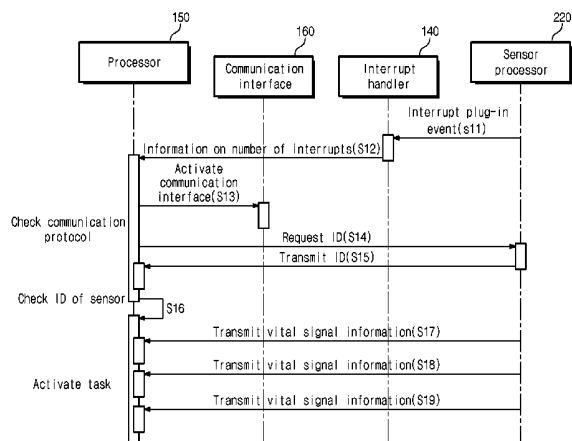 150
160
140
220
Processor
Communication
interface
Interrupt
handler
Sensor
processor
Interrupt plug-in
event(s11)
Information on number of interrupts(S12)
Activate
communication
interface(S13)
Check communication
protocol
Request ID(S14)
Transmit ID(S15)
Check ID of sensor
S16
Transmit vital signal information(S17)
Transmit vital signal information(S18)
Activate task
Transmit vital signal information(S19)